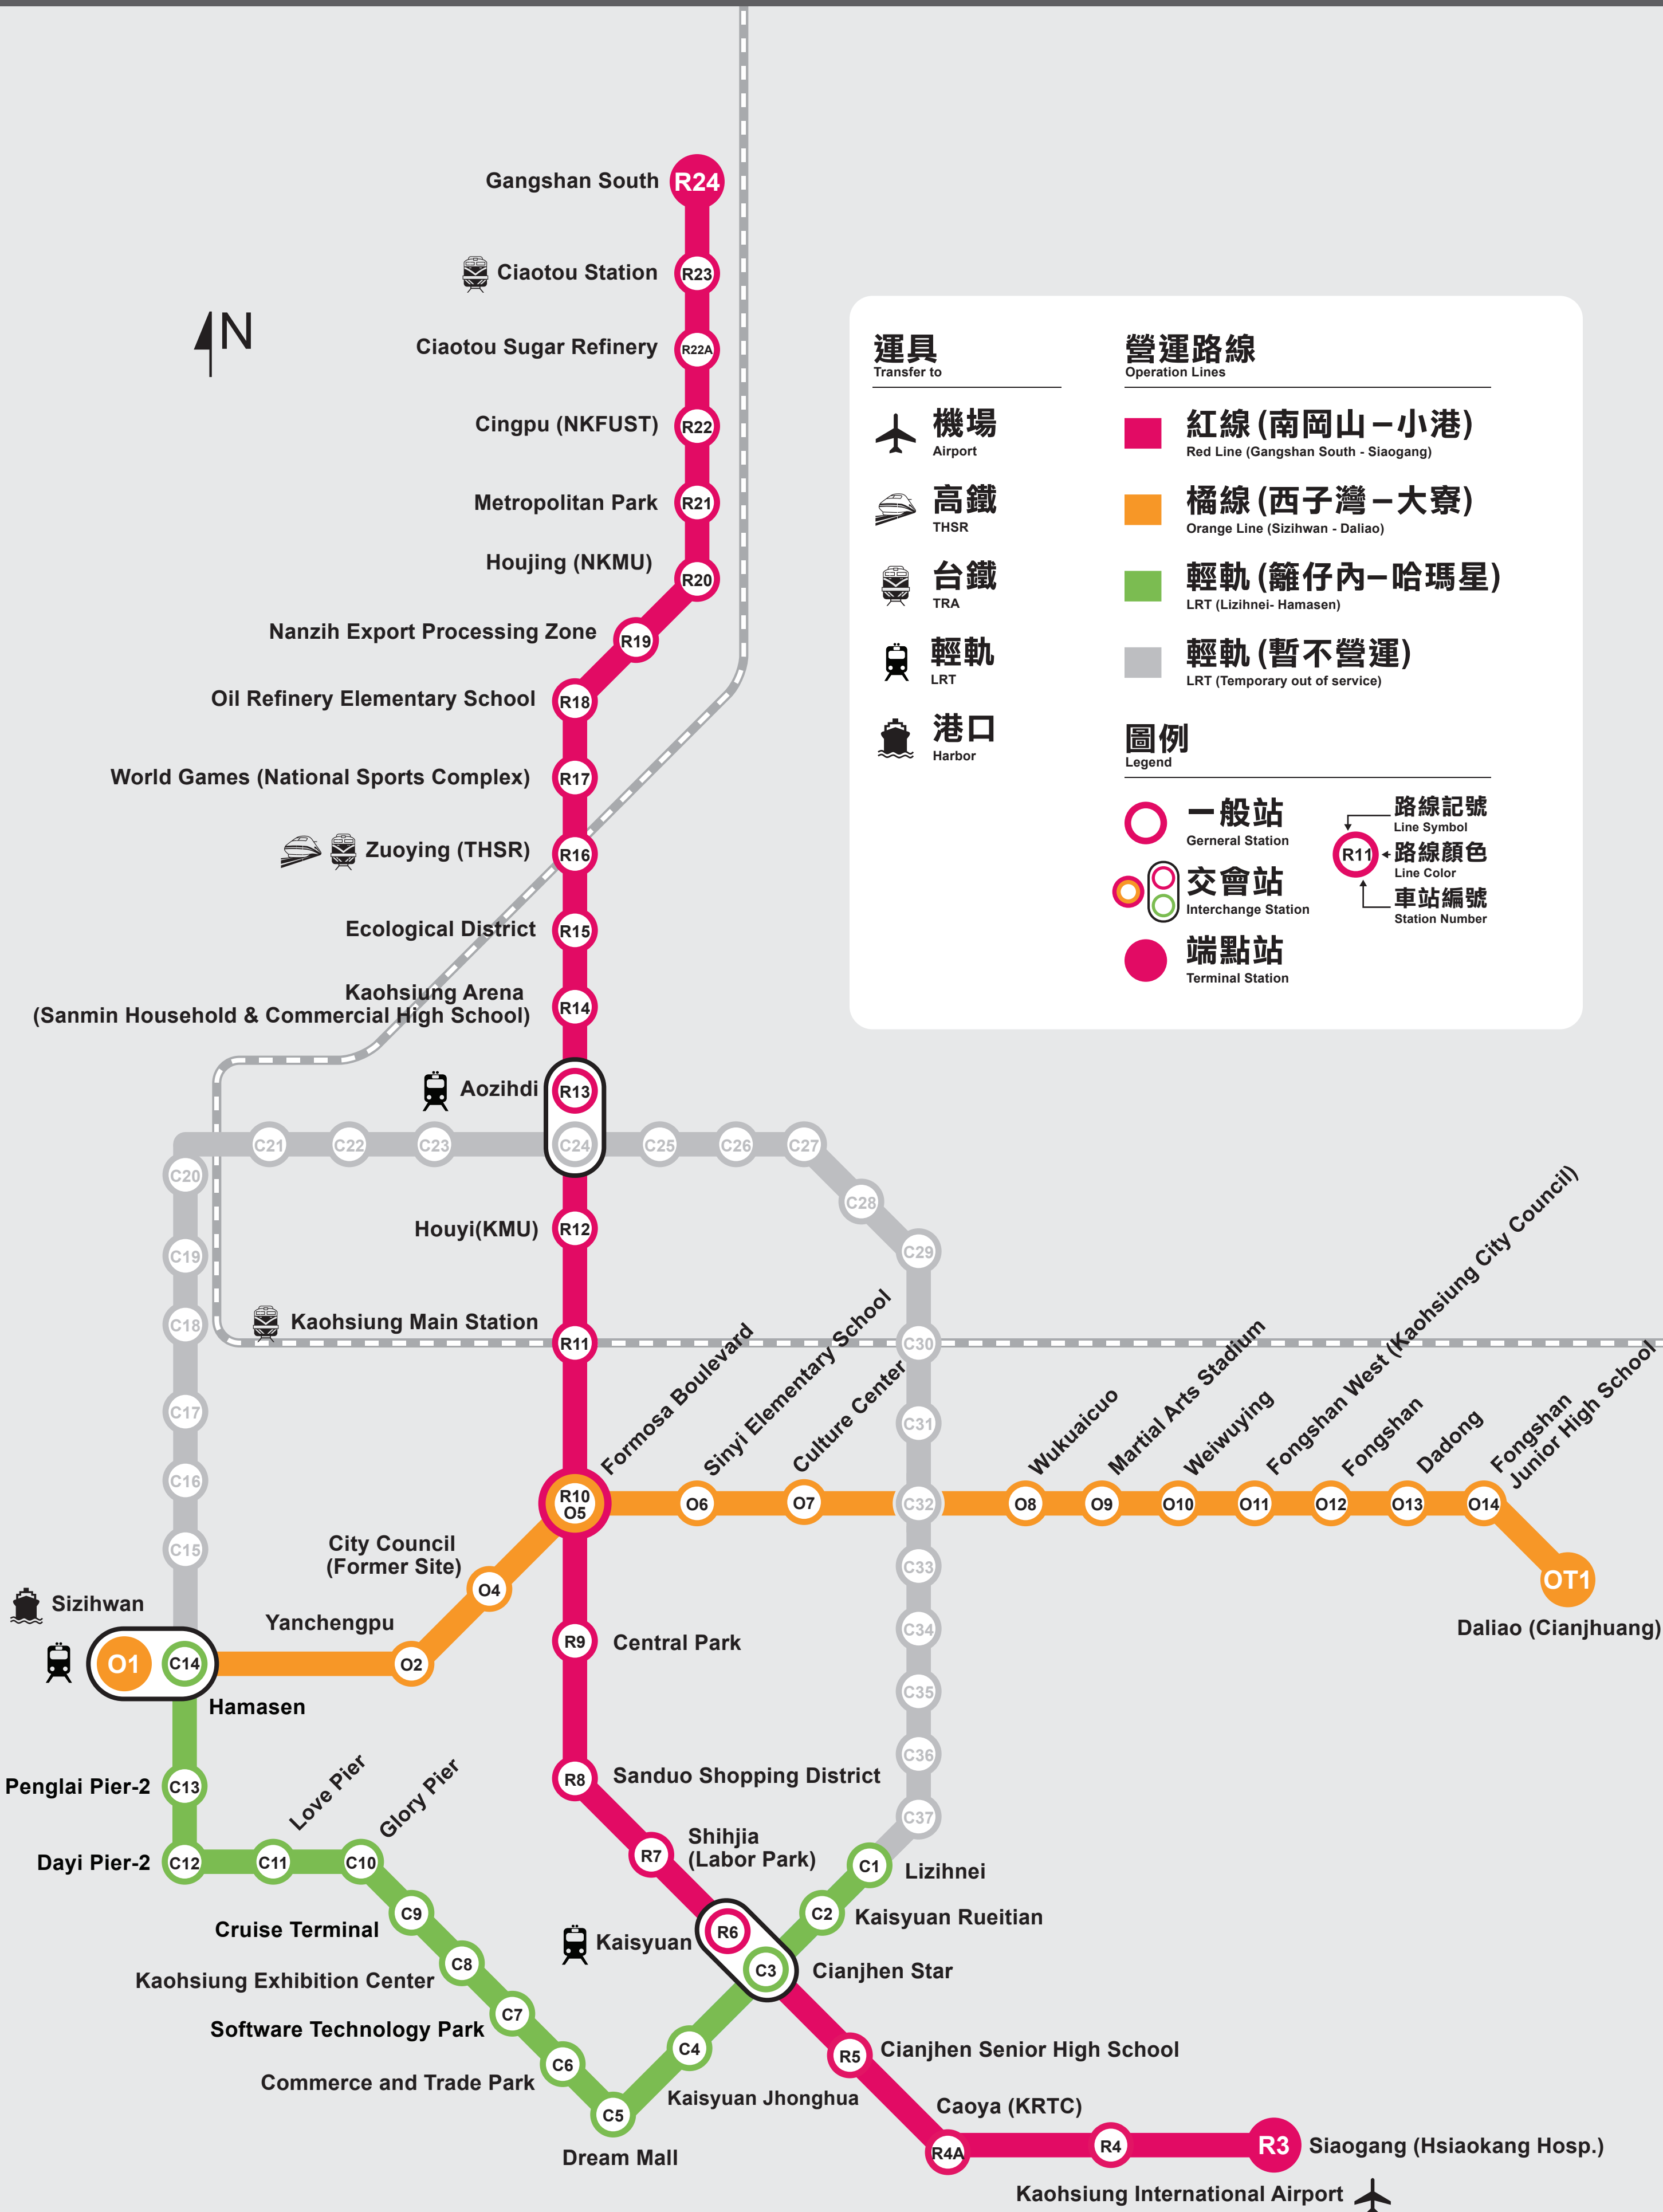 Gangshan South
R24
Ciaotou Station
R23
N
Ciaotou Sugar Refinery
R22A
Cingpu (NKFUST)
R22
Metropolitan Park
R21
Houjing (NKMU)
R20
Nanzih Export Processing Zone
R19
Oil Refinery Elementary School
R18
World Games (National Sports Complex)
R17
Zuoying (THSR)
R16
Ecological District
R15
Kaohsiung Arena
(Sanmin Household & Commercial High School)
R14
運具
Transfer to
機場
Airport
高鐵
THSR
台鐵
TRA
輕軌
LRT
港口
Harbor
營運路線
Operation Lines
紅線(南岡山－小港)
Red Line (Gangshan South - Siaogang)
橘線(西子灣－大寮)
Orange Line (Sizihwan - Daliao)
輕軌(籬仔內－哈瑪星)
LRT (Lizihnei- Hamasen)
輕軌(暫不營運)
LRT (Temporary out of service)
圖例
Legend
一般站
Gerneral Station
交會站
Interchange Station
端點站
Terminal Station
R11
路線記號
Line Symbol
路線顏色
Line Color
車站編號
Station Number
Aozihdi
R13
C20
C21
C22
C23
C24
C25
C26
C27
C28
C29
Houyi(KMU)
R12
C19
C18
Kaohsiung Main Station
R11
C30
C17
C31
C16
C15
Formosa Boulevard
R10
O5
Sinyi Elementary School
O6
Culture Center
O7
C32
Wukuaicuo
O8
Martial Arts Stadium
O9
Weiwuying
O10
Fongshan West (Kaohsiung City Council)
O11
Fongshan
O12
Dadong
O13
Fongshan
Junior High School
O14
OT1
Daliao (Cianjhuang)
City Council
(Former Site)
O4
Yanchengpu
O2
Sizihwan
O1
C14
Hamasen
C33
C34
C35
C36
C37
R9
Central Park
R8
Sanduo Shopping District
R7
Shihjia
(Labor Park)
Penglai Pier-2
C13
Dayi Pier-2
C12
Love Pier
C11
Glory Pier
C10
Cruise Terminal
C9
Kaohsiung Exhibition Center
C8
Software Technology Park
C7
Commerce and Trade Park
C6
C5
Dream Mall
C4
Kaisyuan Jhonghua
Kaisyuan
R6
C3
Cianjhen Star
C2
Kaisyuan Rueitian
C1
Lizihnei
R5
Cianjhen Senior High School
Caoya (KRTC)
R4A
R4
R3
Siaogang (Hsiaokang Hosp.)
Kaohsiung International Airport